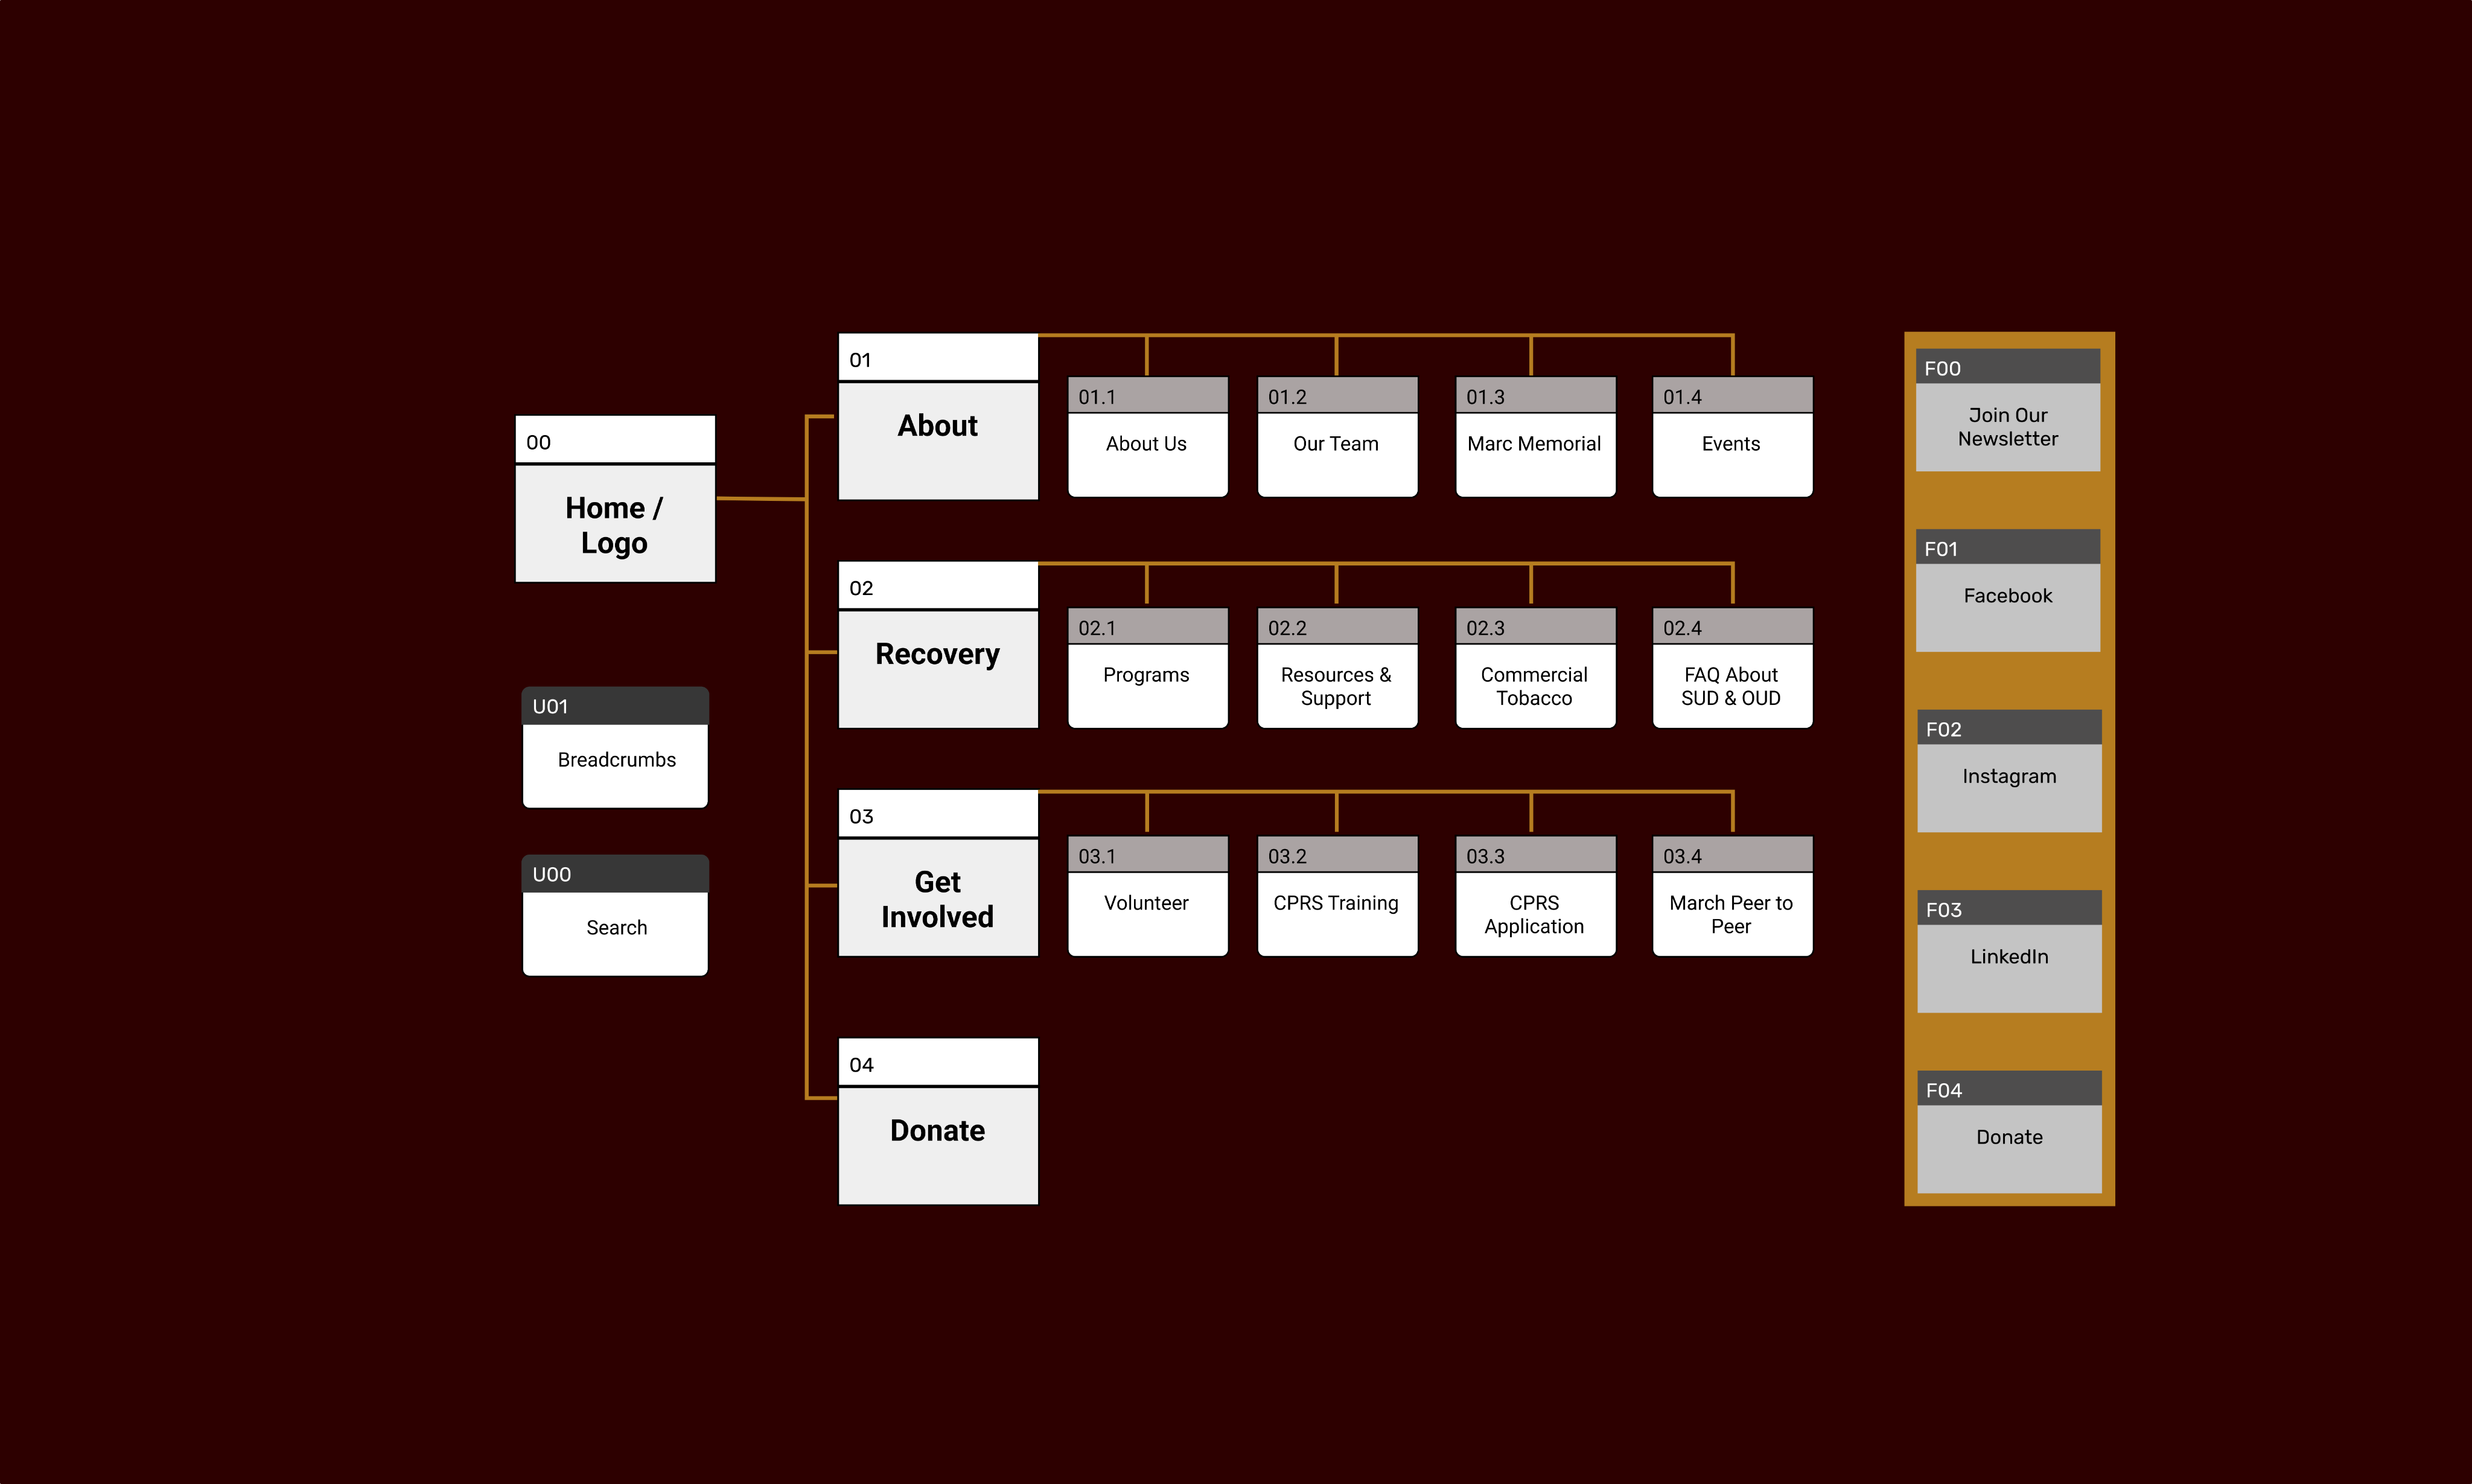 00
Home /
Logo
U01
Breadcrumbs
U00
Search
01
About
01.1
About Us
01.2
Our Team
01.3
Marc Memorial
01.4
Events
02
Recovery
02.1
Programs
02.2
Resources &
Support
02.3
Commercial
Tobacco
02.4
FAQ About
SUD & OUD
03
Get
Involved
03.1
Volunteer
03.2
CPRS Training
03.3
CPRS
Application
03.4
March Peer to
Peer
04
Donate
F00
Join Our
Newsletter
F01
Facebook
F02
Instagram
F03
LinkedIn
F04
Donate